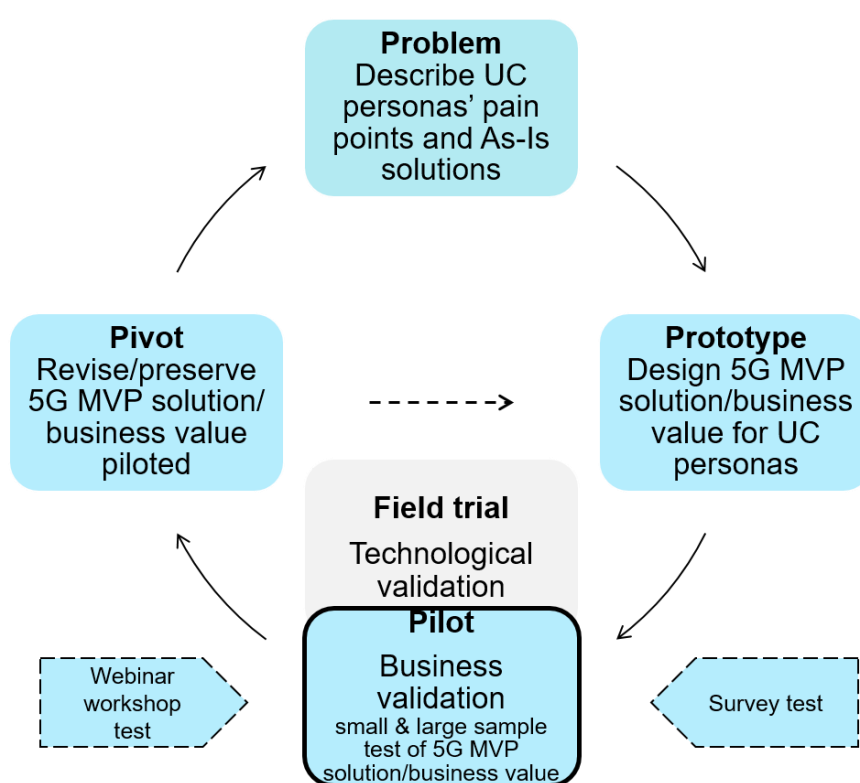 Problem
Describe UC
personas’ pain
points and As-Is
solutions
Pivot
Revise/preserve
5G MVP solution/
business value
piloted
Prototype
Design 5G MVP
solution/business
value for UC
personas
Field trial
Technological
validation
Pilot
Business
validation
small & large sample
test of 5G MVP
solution/business value
Webinar
workshop
test
Survey test